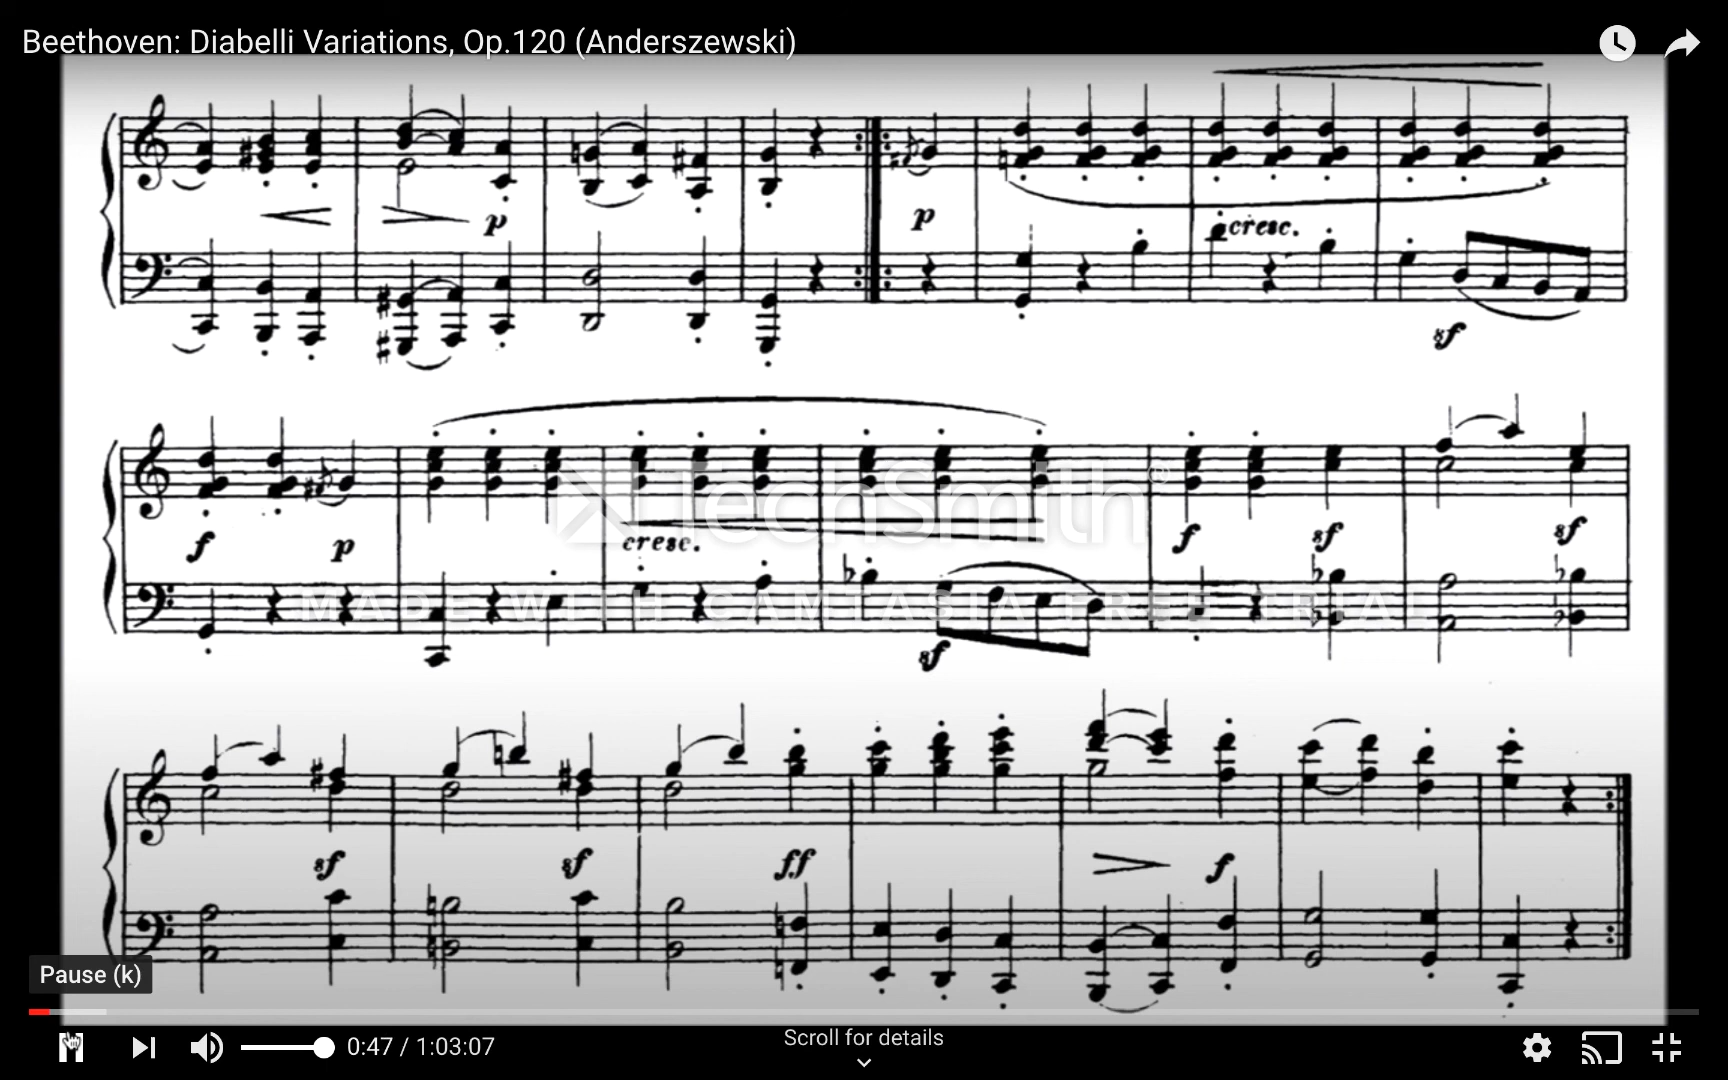 Beethoven: Diabelli Variations, Op.120 (Anderszewski)
p
p
cresc.
sf
TechSmith®
f
p
cresc.
f
sf
sf
MADE WITH CAMTASIA FREE TRIAL
sf
sf
sf
ff
f
Pause (k)
0:47 / 1:03:07
Scroll for details